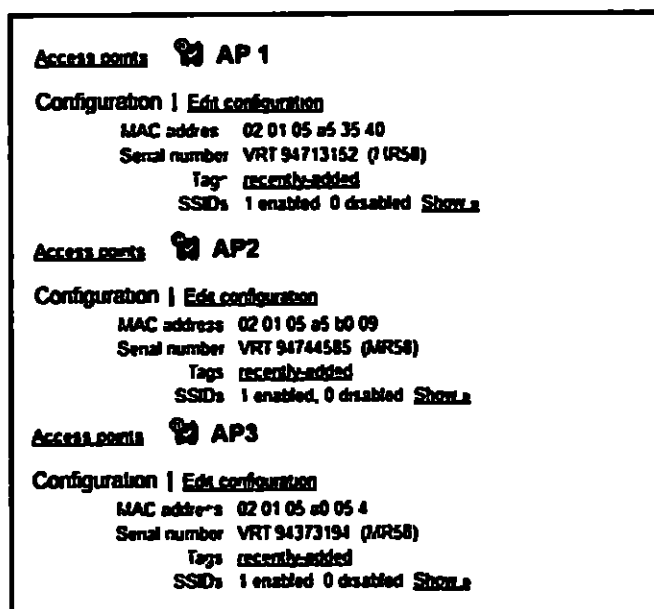 Access points AP 1
Configuration | Edit configuration
MAC addres 02 01 05 a5 35 40
Serial number VRT 94713152 (MR58)
Tag recently-added
SSIDs 1 enabled 0 disabled Show
Access points AP2
Configuration | Edit configuration
MAC address 02 01 05 a5 b0 09
Serial number VRT 94744585 (MR58)
Tags recently-added
SSIDs 1 enabled, 0 disabled Show
Access points AP3
Configuration | Edit configuration
MAC address 02 01 05 a0 05 4
Serial number VRT 94373194 (MR58)
Tags recently-added
SSIDs 1 enabled 0 disabled Show